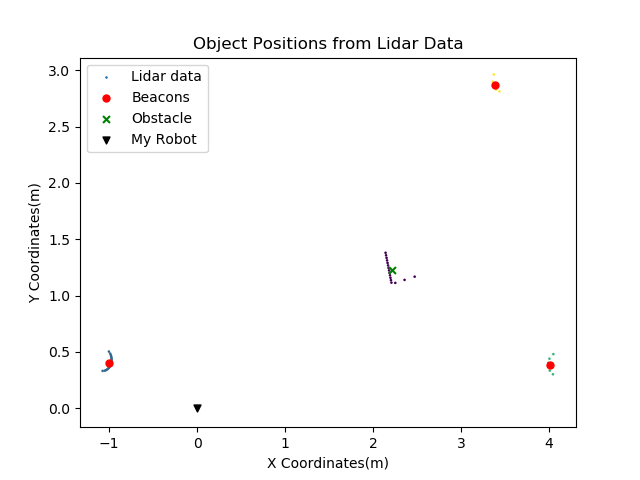 Object Positions from Lidar Data
Lidar data
Beacons
Obstacle
My Robot
3.0
2.5
2.0
1.5
1.0
0.5
0.0
Y Coordinates(m)
−1 0 1 2 3 4
X Coordinates(m)